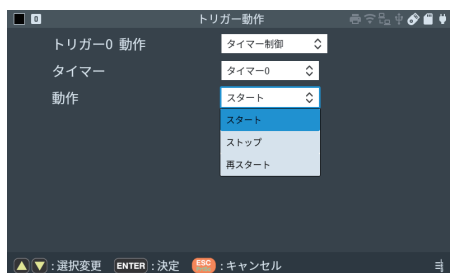 0 トリガー動作
トリガー0 動作 タイマー制御
タイマー タイマー0
動作 スタート
スタート
ストップ
再スタート
:選択変更 ENTER :決定 ESC :キャンセル